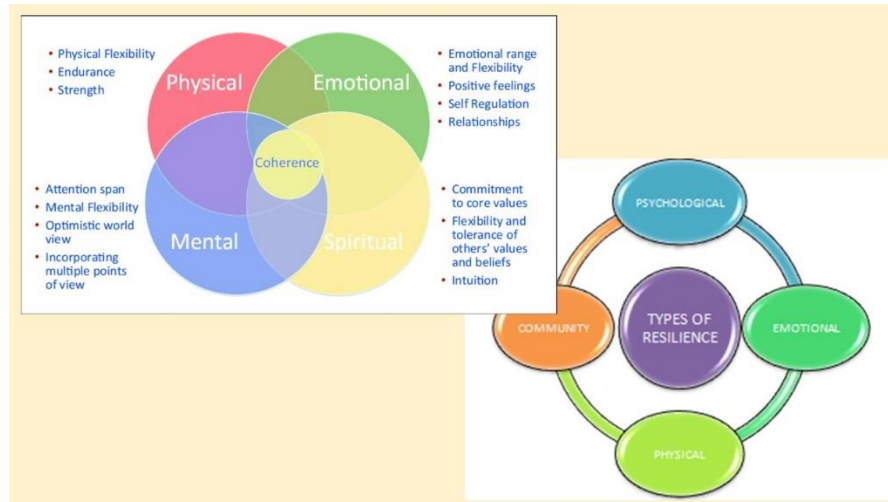 • Physical Flexibility
• Endurance
• Strength
Physical
Emotional
• Emotional range
and Flexibility
• Positive feelings
• Self Regulation
• Relationships
Coherence
• Attention span
• Mental Flexibility
• Optimistic world
view
• Incorporating
multiple points
of view
Mental
Spiritual
• Commitment
to core values
• Flexibility and
tolerance of
others' values
and beliefs
• Intuition
PSYCHOLOGICAL
COMMUNITY
TYPES OF
RESILIENCE
EMOTIONAL
PHYSICAL